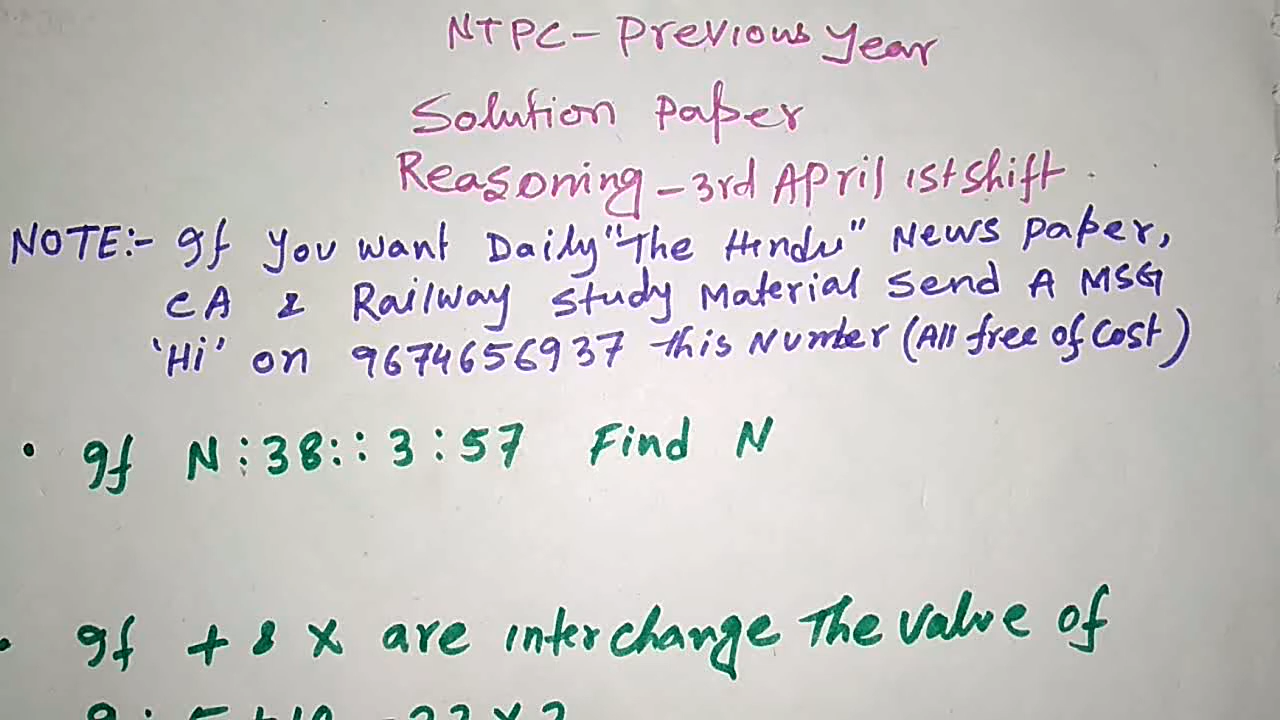 NTPC - Previous Year
Solution Paper
Reasoning - 3rd April 1st Shift
NOTE:- If you want Daily "The Hindu" News paper,
CA & Railway Study Material Send A MSG
'Hi' on 9674656937 this Number (All free of Cost)
• If N:38::3:57 Find N
• If + & × are interchange The value of